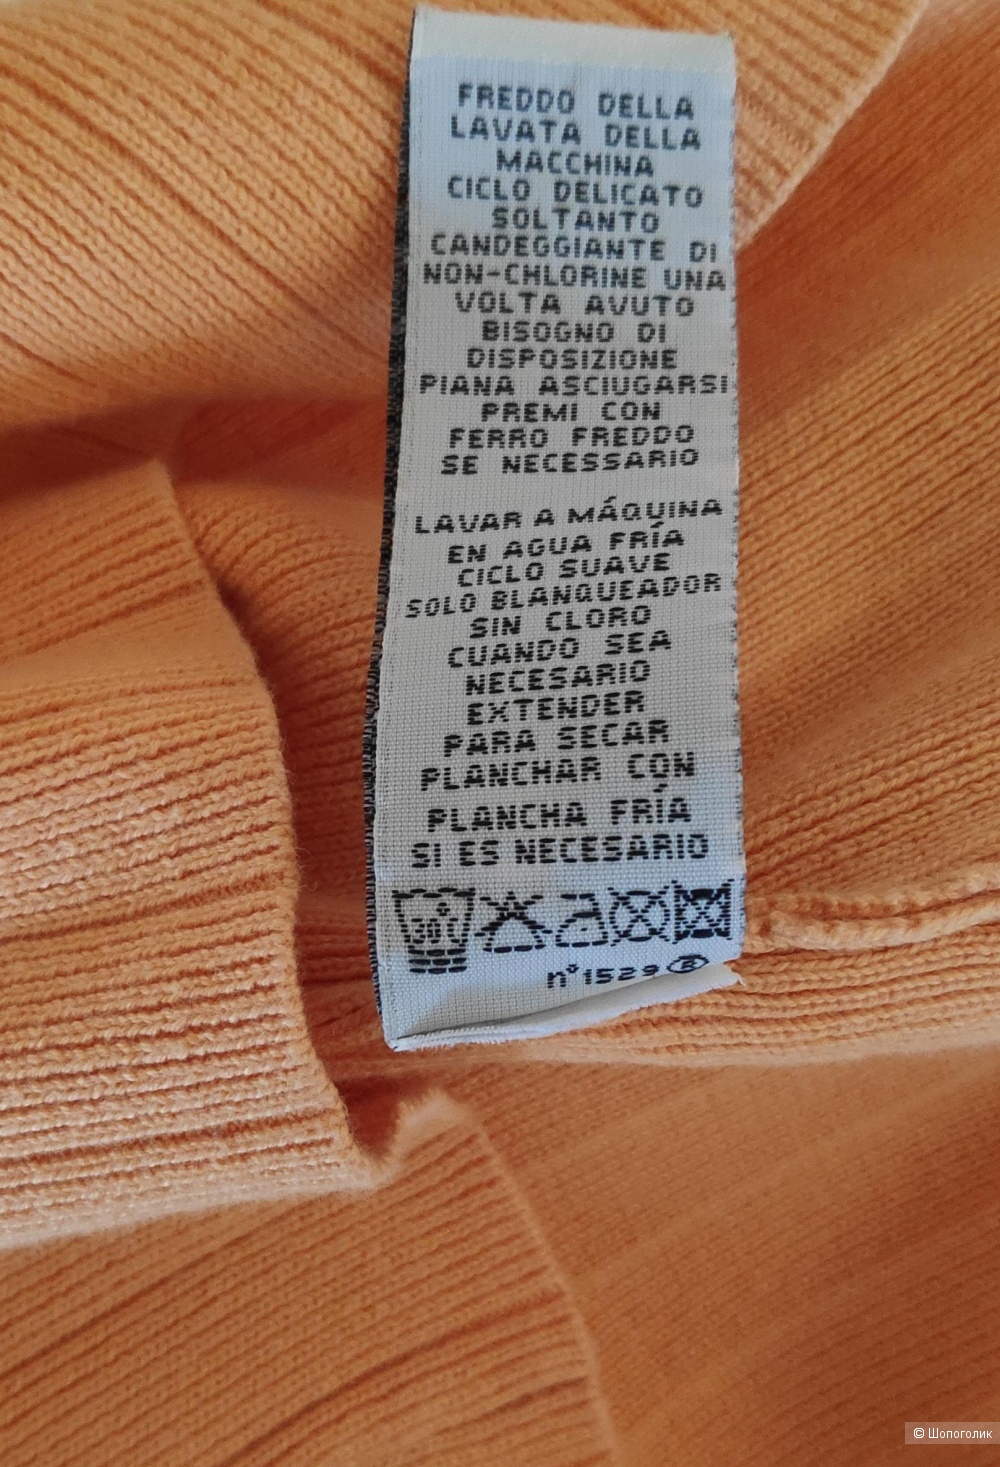 FREDDO DELLA
LAVATA DELLA
MACCHINA
CICLO DELICATO
SOLTANTO
CANDEGGIANTE DI
NON-CHLORINE UNA
VOLTA AVUTO
BISOGNO DI
DISPOSIZIONE
PIANA ASCIUGARSI
PREMI CON
FERRO FREDDO
SE NECESSARIO
LAVAR A MÁQUINA
EN AGUA FRÍA
CICLO SUAVE
SOLO BLANQUEADOR
SIN CLORO
CUANDO SEA
NECESARIO
EXTENDER
PARA SECAR
PLANCHAR CON
PLANCHA FRÍA
SI ES NECESARIO
30°
n°1529®
© Шопоголик